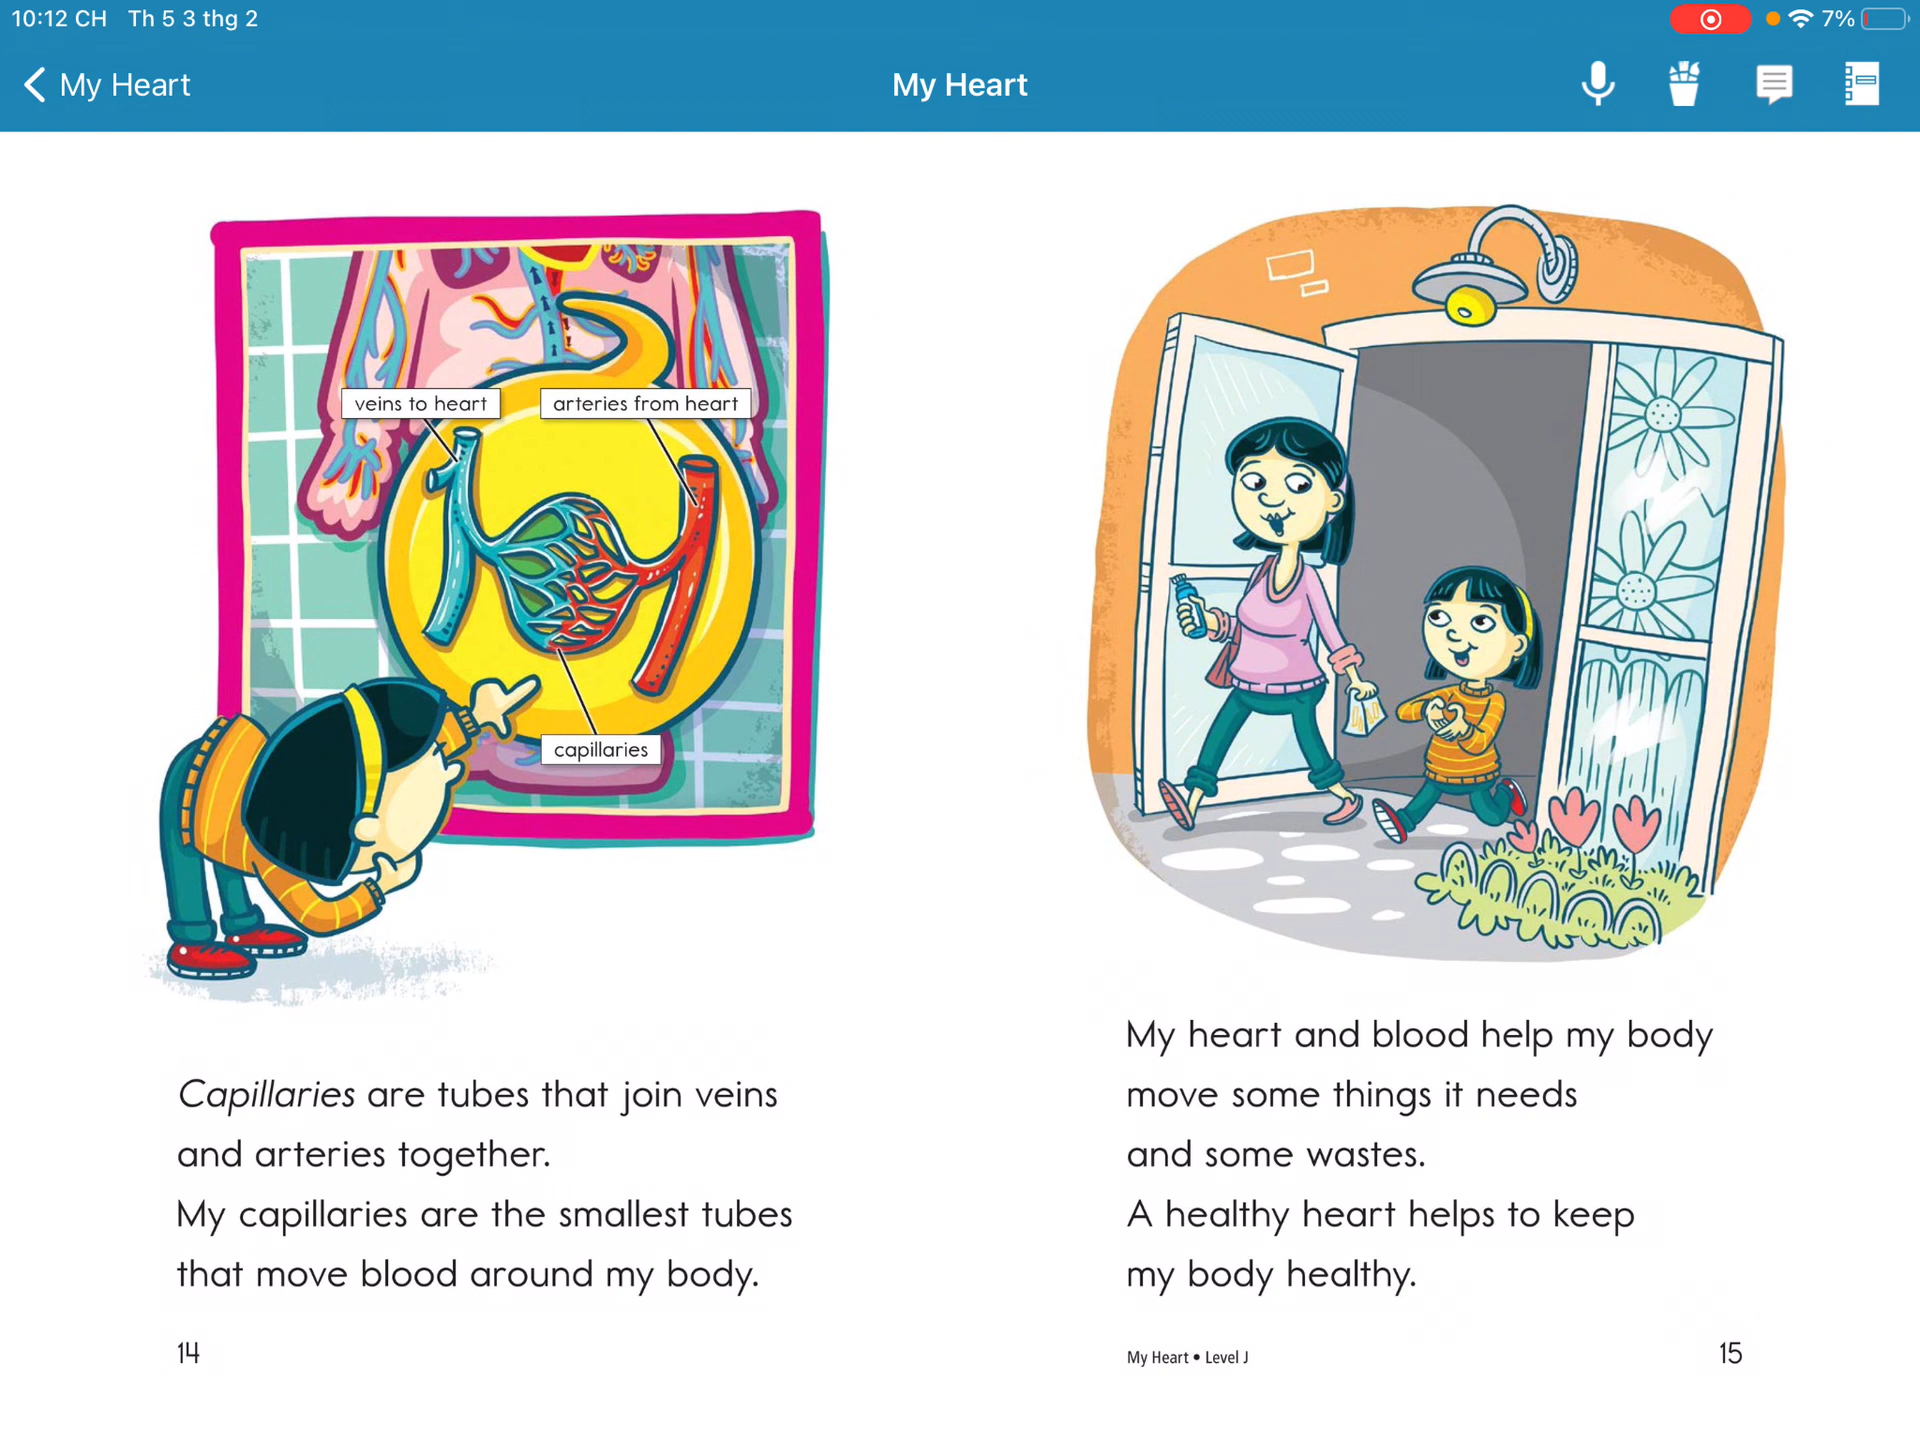 10:12 CH Th 5 3 thg 2
7%
My Heart
My Heart
veins to heart
arteries from heart
capillaries
Capillaries are tubes that join veins
and arteries together.
My capillaries are the smallest tubes
that move blood around my body.
14
My heart and blood help my body
move some things it needs
and some wastes.
A healthy heart helps to keep
my body healthy.
My Heart • Level J
15